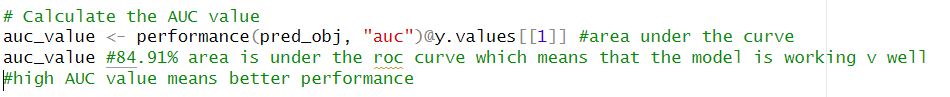 # Calculate the AUC value
auc_value <- performance(pred_obj, "auc")@y.values[[1]] #area under the curve
auc_value #84.91% area is under the roc curve which means that the model is working v well
#high AUC value means better performance